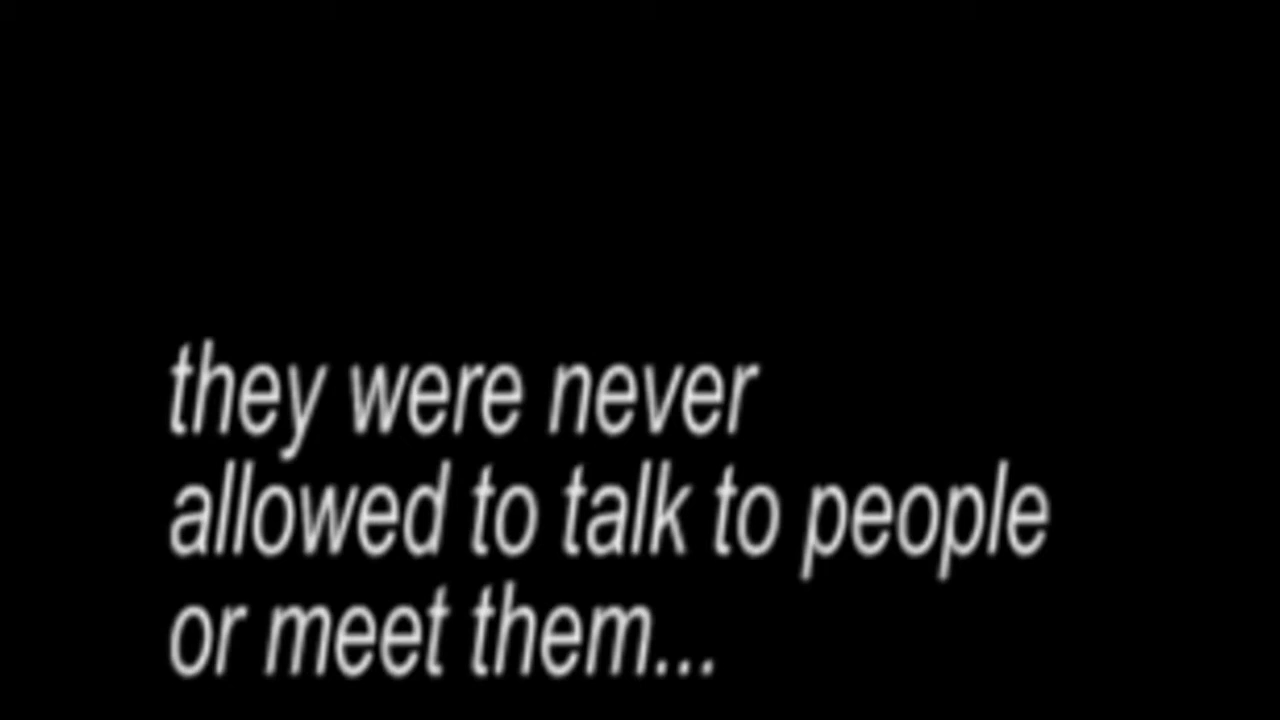 they were never
allowed to talk to people
or meet them...